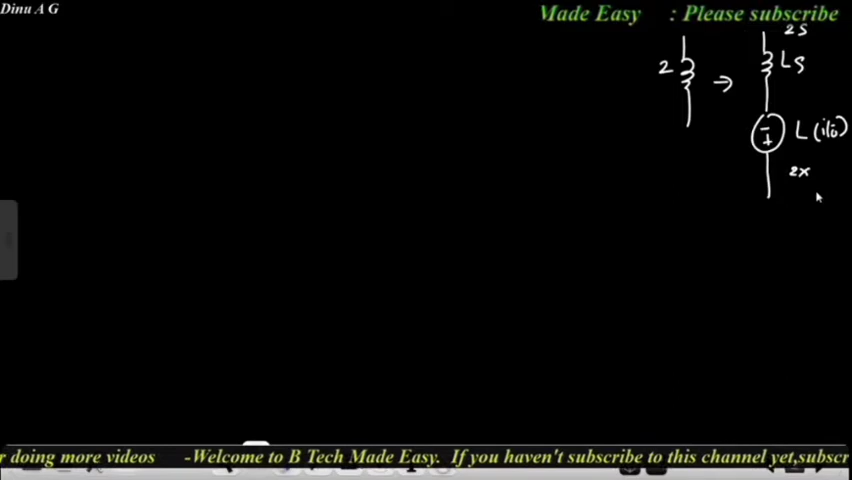 Dinu A G
Made Easy : Please subscribe
2S
2
→
LS
L (i(0⁻))
2x
r doing more videos -Welcome to B Tech Made Easy. If you haven't subscribe to this channel yet,subscr